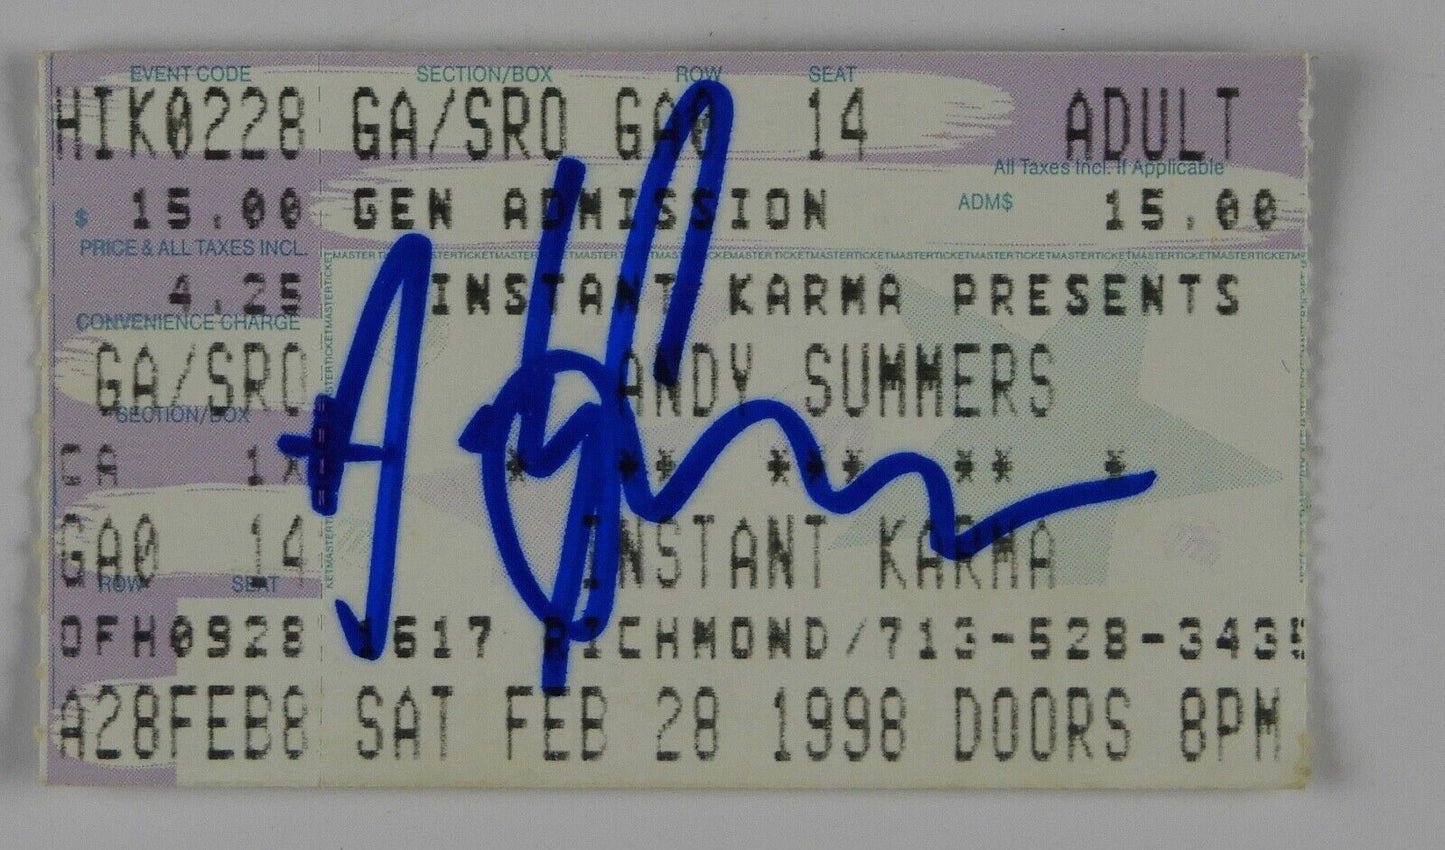 EVENT CODE SECTION/BOX ROW SEAT
HIK0228 GA/SRO GA0 14 ADULT
All Taxes Incl. If Applicable
$ 15.00 GEN ADMISSION ADM$ 15.00
PRICE & ALL TAXES INCL.
4.25 INSTANT KARMA PRESENTS
CONVENIENCE CHARGE
GA/SRO ANDY SUMMERS
SECTION/BOX
GA 1X * ** *** ** *
GA0 14 INSTANT KARMA
ROW SEAT
OFH0928 1617 RICHMOND/713-528-3435
A28FEB8 SAT FEB 28 1998 DOORS 8PM